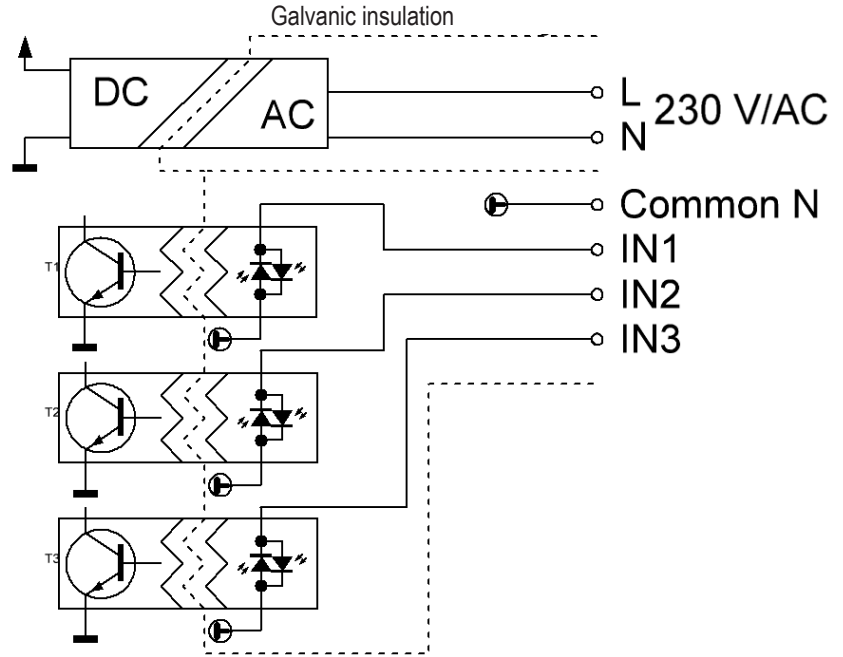 Galvanic insulation
DC
AC
L
N
230 V/AC
Common N
IN1
IN2
IN3
T1
T2
T3